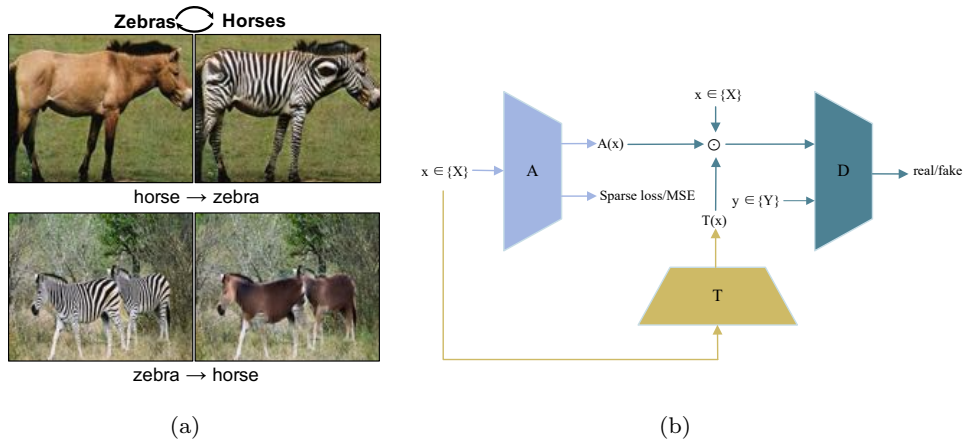 Zebras Horses
horse → zebra
zebra → horse
(a)
x ∈ {X}
A
A(x)
Sparse loss/MSE
x ∈ {X}
⊙
y ∈ {Y}
T(x)
T
D
real/fake
(b)